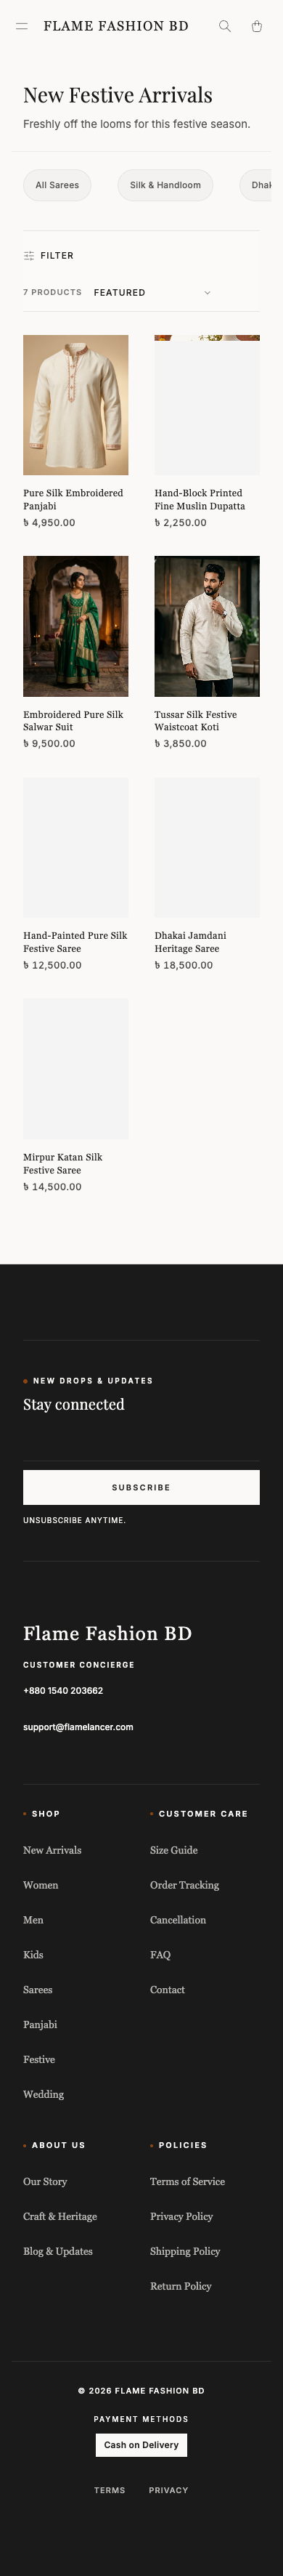 FLAME FASHION BD
New Festive Arrivals
Freshly off the looms for this festive season.
All Sarees
Silk & Handloom
FILTER
7 PRODUCTS
FEATURED
Pure Silk Embroidered
Panjabi
৳ 4,950.00
Hand-Block Printed
Fine Muslin Dupatta
৳ 2,250.00
Embroidered Pure Silk
Salwar Suit
৳ 9,500.00
Tussar Silk Festive
Waistcoat Koti
৳ 3,850.00
Hand-Painted Pure Silk
Festive Saree
৳ 12,500.00
Dhakai Jamdani
Heritage Saree
৳ 18,500.00
Mirpur Katan Silk
Festive Saree
৳ 14,500.00
NEW DROPS & UPDATES
Stay connected
SUBSCRIBE
UNSUBSCRIBE ANYTIME.
Flame Fashion BD
CUSTOMER CONCIERGE
+880 1540 203662
support@flamelancer.com
SHOP
New Arrivals
Women
Men
Kids
Sarees
Panjabi
Festive
Wedding
CUSTOMER CARE
Size Guide
Order Tracking
Cancellation
FAQ
Contact
ABOUT US
Our Story
Craft & Heritage
Blog & Updates
POLICIES
Terms of Service
Privacy Policy
Shipping Policy
Return Policy
© 2026 FLAME FASHION BD
PAYMENT METHODS
Cash on Delivery
TERMS
PRIVACY